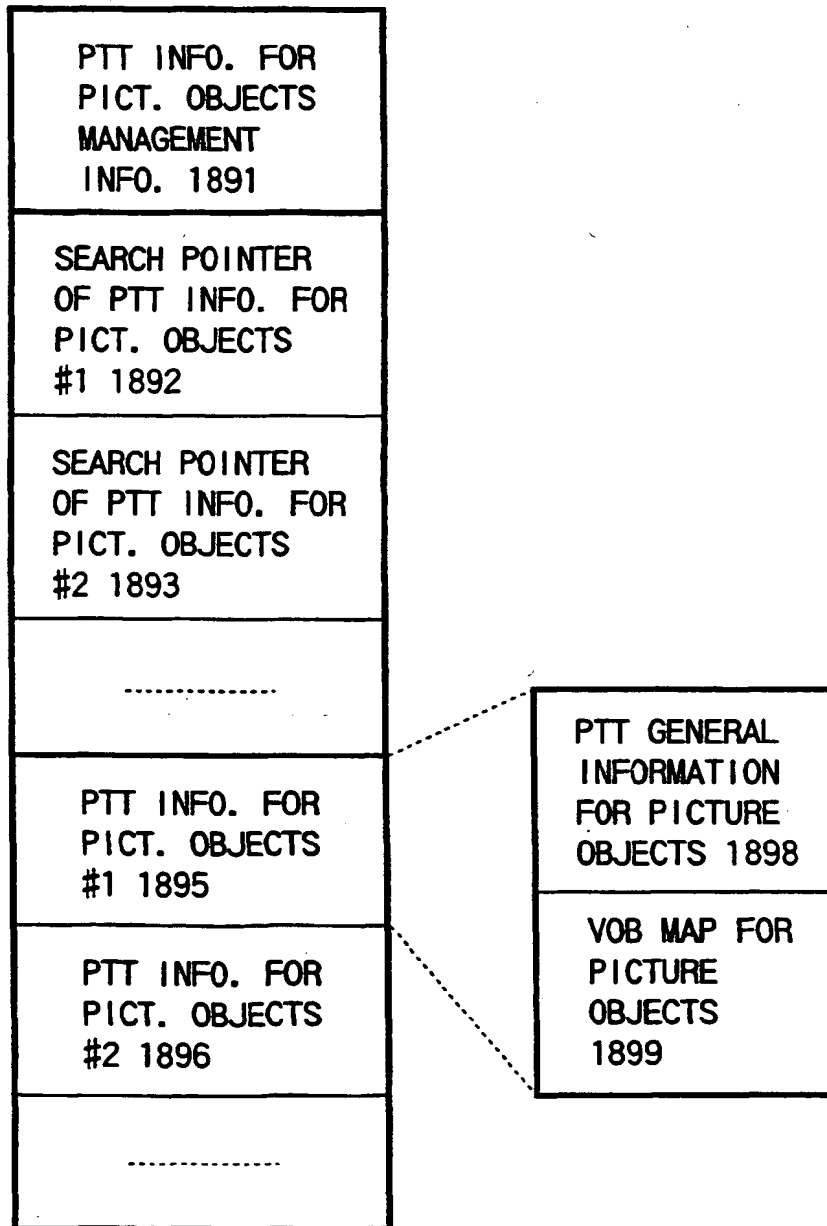 PTT INFO. FOR
PICT. OBJECTS
MANAGEMENT
INFO. 1891
SEARCH POINTER
OF PTT INFO. FOR
PICT. OBJECTS
#1 1892
SEARCH POINTER
OF PTT INFO. FOR
PICT. OBJECTS
#2 1893
PTT INFO. FOR
PICT. OBJECTS
#1 1895
PTT INFO. FOR
PICT. OBJECTS
#2 1896
PTT GENERAL
INFORMATION
FOR PICTURE
OBJECTS 1898
VOB MAP FOR
PICTURE
OBJECTS
1899